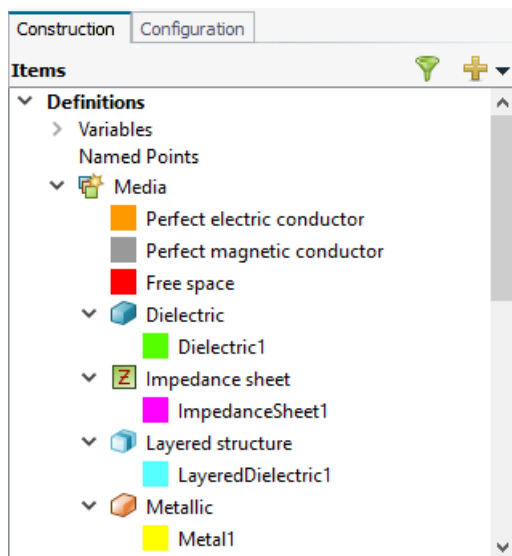 Construction Configuration
Items
Definitions
Variables
Named Points
Media
Perfect electric conductor
Perfect magnetic conductor
Free space
Dielectric
Dielectric1
Z Impedance sheet
ImpedanceSheet1
Layered structure
LayeredDielectric1
Metallic
Metal1